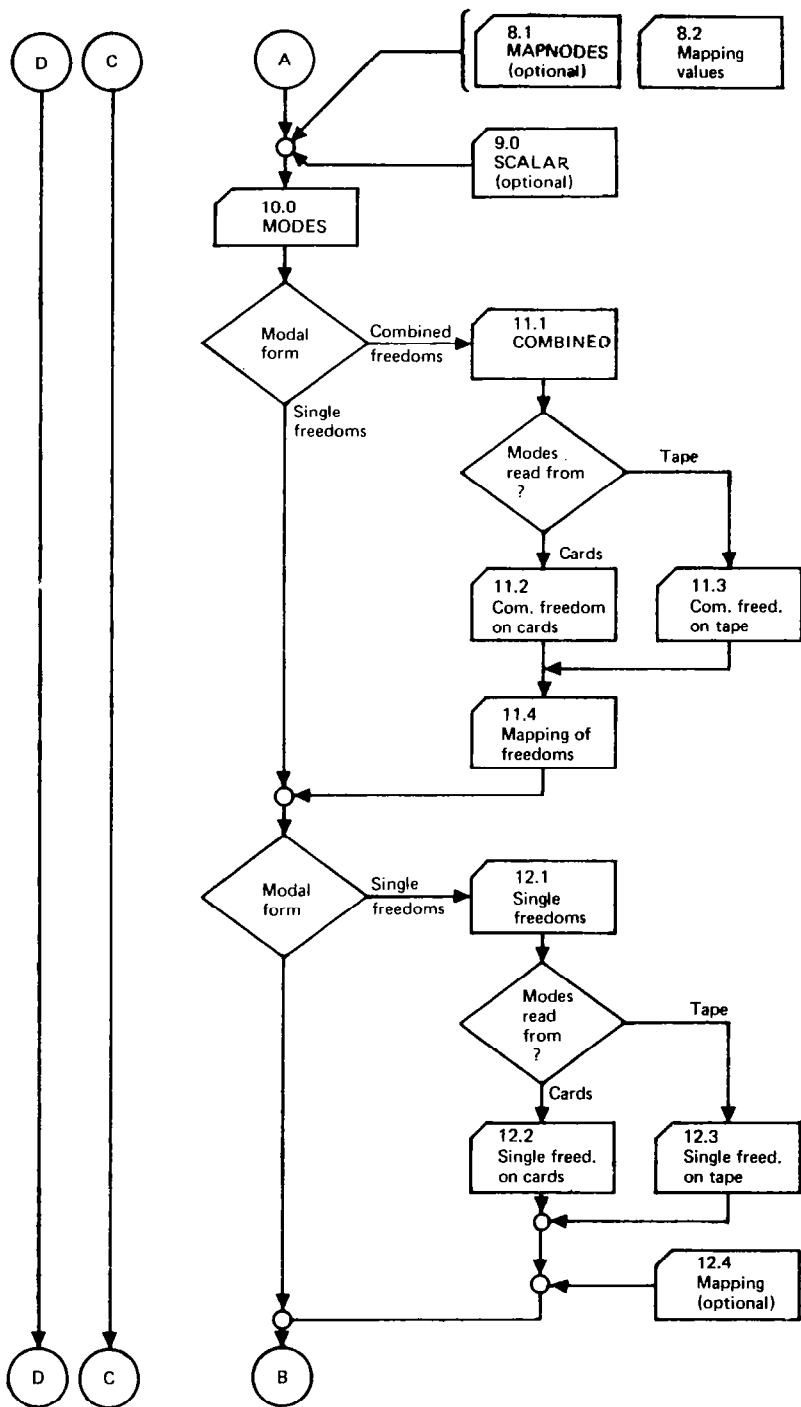 D
C
A
8.1
MAPNODES
(optional)
8.2
Mapping
values
9.0
SCALAR
(optional)
10.0
MODES
Modal
form
Combined
freedoms
11.1
COMBINED
Single
freedoms
Modes
read from
?
Tape
Cards
11.2
Com. freedom
on cards
11.3
Com. freed.
on tape
11.4
Mapping of
freedoms
Modal
form
Single
freedoms
12.1
Single
freedoms
Modes
read
from
?
Tape
Cards
12.2
Single freed.
on cards
12.3
Single freed.
on tape
12.4
Mapping
(optional)
D
C
B